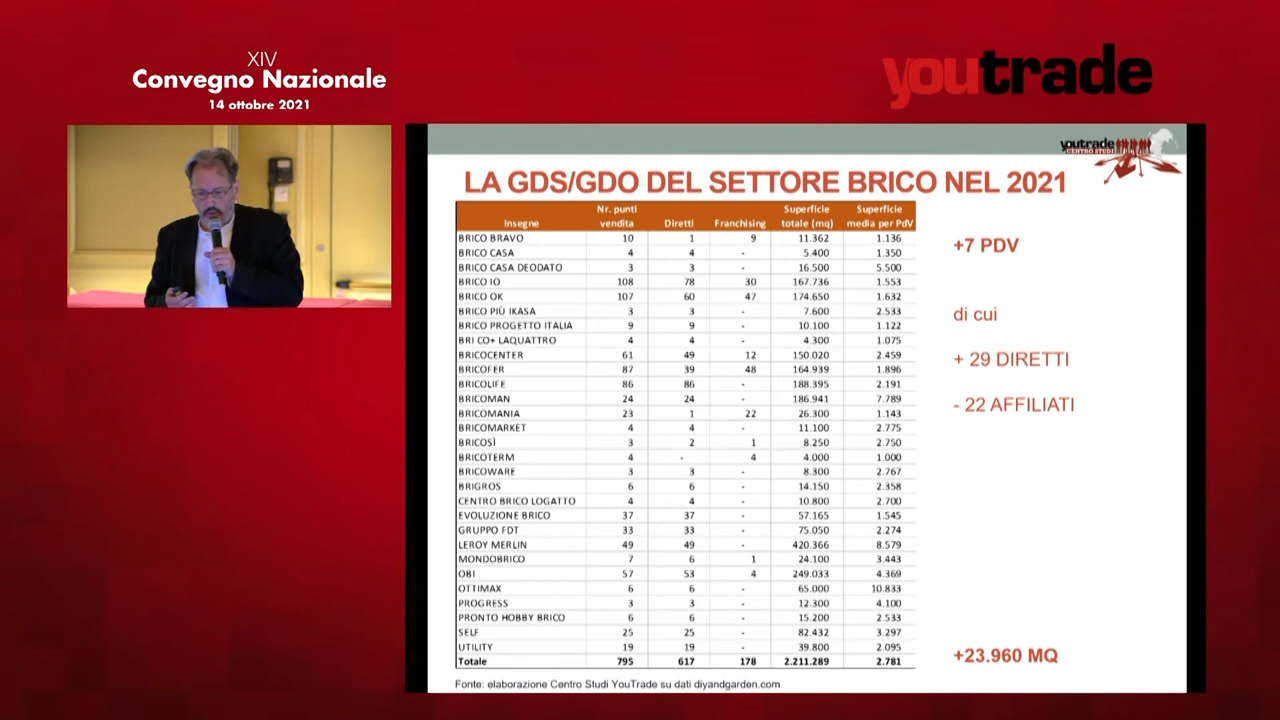 XIV
Convegno Nazionale
14 ottobre 2021
youtrade
youtrade
CENTRO STUDI
LA GDS/GDO DEL SETTORE BRICO NEL 2021
Insegne Nr. punti vendita Diretti Franchising Superficie totale (mq) Superficie media per PdV
BRICO BRAVO 10 1 9 11.362 1.136
BRICO CASA 4 4 - 5.400 1.350
BRICO CASA DEODATO 3 3 - 16.500 5.500
BRICO IO 108 78 30 167.736 1.553
BRICO OK 107 60 47 174.650 1.632
BRICO PIÙ IKASA 3 3 - 7.600 2.533
BRICO PROGETTO ITALIA 9 9 - 10.100 1.122
BRI CO+ LAQUATTRO 4 4 - 4.300 1.075
BRICOCENTER 61 49 12 150.020 2.459
BRICOFER 87 39 48 164.939 1.896
BRICOLIFE 86 86 - 188.395 2.191
BRICOMAN 24 24 - 186.941 7.789
BRICOMANIA 23 1 22 26.300 1.143
BRICOMARKET 4 4 - 11.100 2.775
BRICOSÌ 3 2 1 8.250 2.750
BRICOTERM 4 - 4 4.000 1.000
BRICOWARE 3 3 - 8.300 2.767
BRIGROS 6 6 - 14.150 2.358
CENTRO BRICO LOGATTO 4 4 - 10.800 2.700
EVOLUZIONE BRICO 37 37 - 57.165 1.545
GRUPPO FDT 33 33 - 75.050 2.274
LEROY MERLIN 49 49 - 420.366 8.579
MONDOBRICO 7 6 1 24.100 3.443
OBI 57 53 4 249.033 4.369
OTTIMAX 6 6 - 65.000 10.833
PROGRESS 3 3 - 12.300 4.100
PRONTO HOBBY BRICO 6 6 - 15.200 2.533
SELF 25 25 - 82.432 3.297
UTILITY 19 19 - 39.800 2.095
Totale 795 617 178 2.211.289 2.781
+7 PDV
di cui
+ 29 DIRETTI
- 22 AFFILIATI
+23.960 MQ
Fonte: elaborazione Centro Studi YouTrade su dati diyandgarden.com